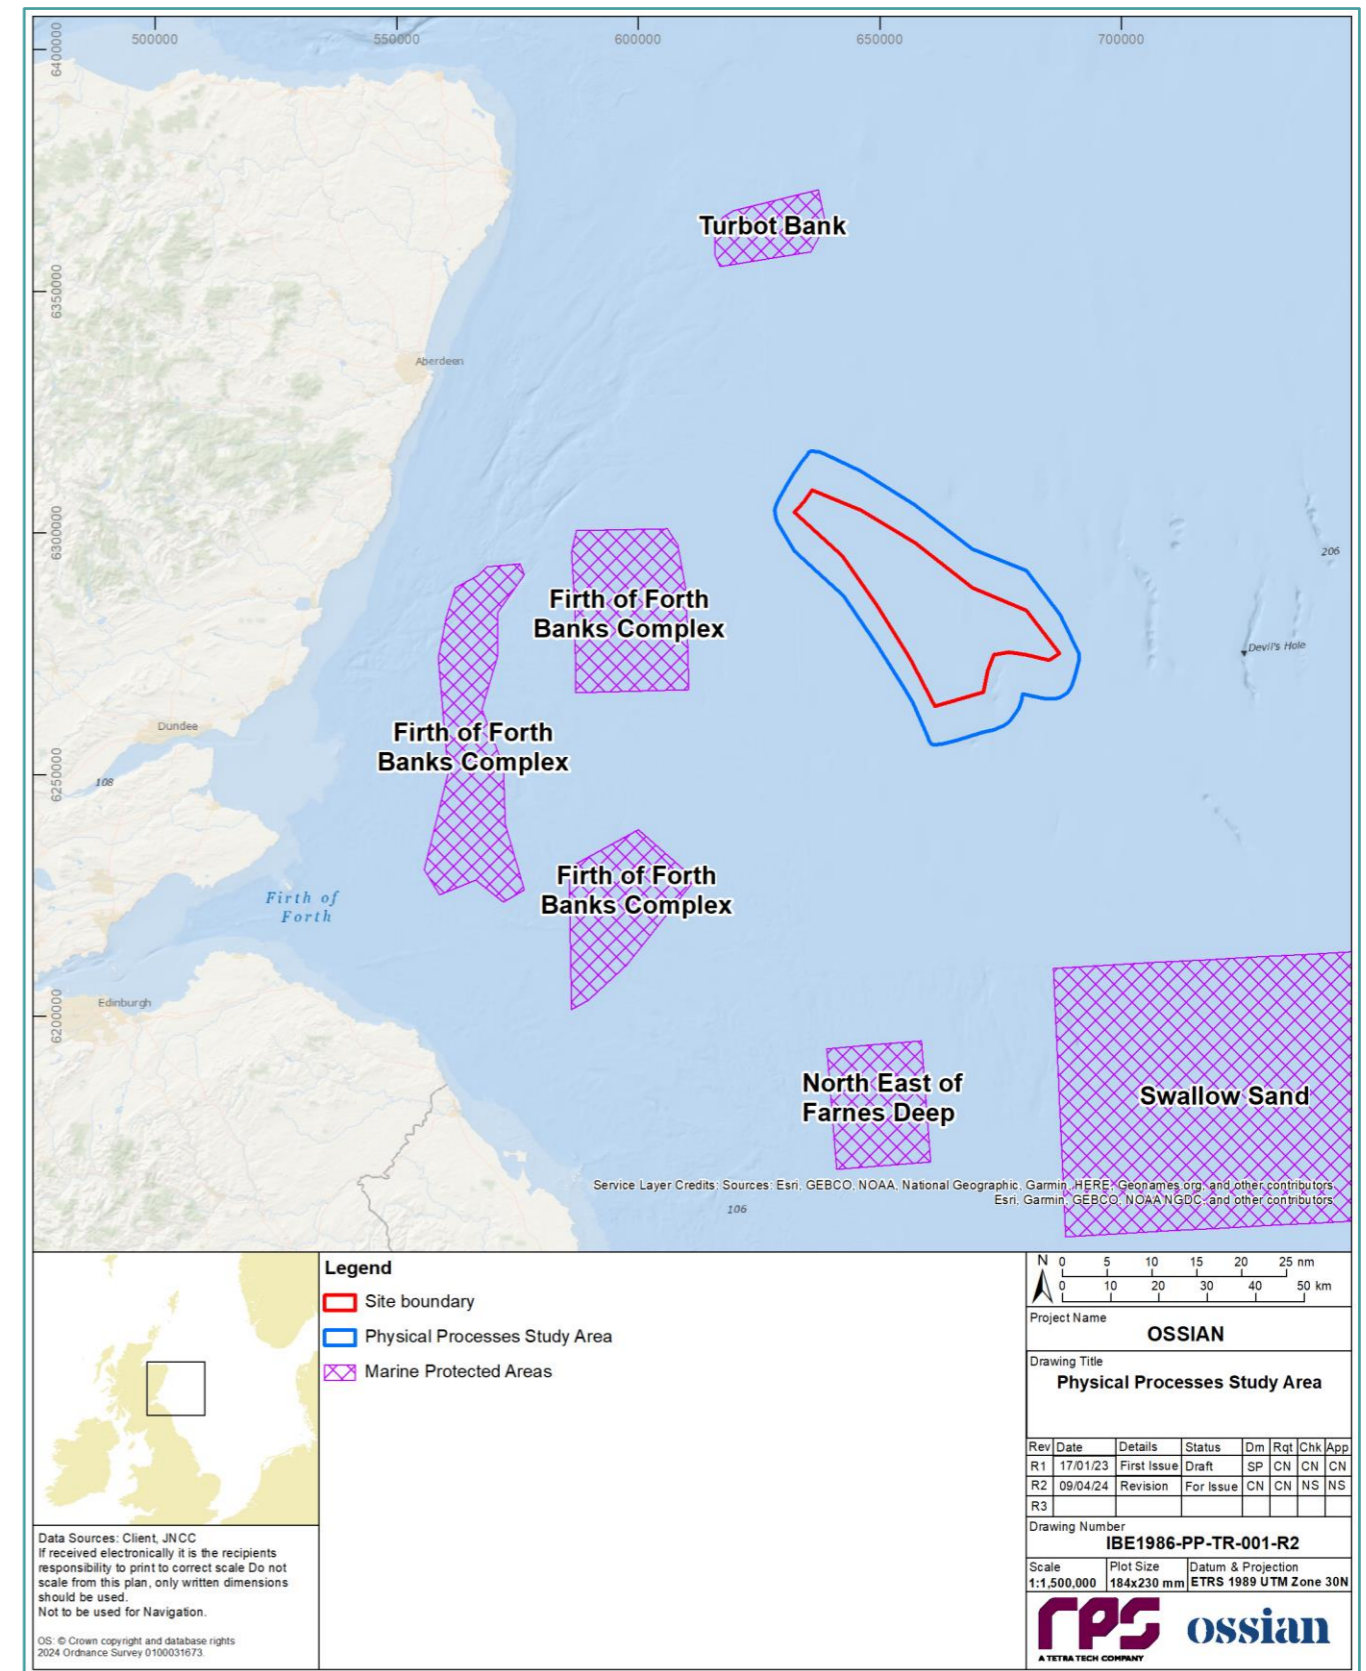 500000
550000
600000
650000
700000
6400000
6350000
6300000
6250000
6200000
Turbot Bank
Aberdeen
206
Firth of Forth
Banks Complex
Devil's Hole
Dundee
Firth of Forth
Banks Complex
108
Firth of Forth
Banks Complex
Firth of
Forth
Edinburgh
North East of
Farnes Deep
Swallow Sand
Service Layer Credits: Sources: Esri, GEBCO, NOAA, National Geographic, Garmin, HERE, Geonames.org, and other contributors
Esri, Garmin, GEBCO, NOAA NGDC, and other contributors
106
Legend
Site boundary
Physical Processes Study Area
Marine Protected Areas
N
0 5 10 15 20 25 nm
0 10 20 30 40 50 km
Project Name
OSSIAN
Drawing Title
Physical Processes Study Area
Rev Date Details Status Dm Rqt Chk App
R1 17/01/23 First Issue Draft SP CN CN CN
R2 09/04/24 Revision For Issue CN CN NS NS
R3
Drawing Number
IBE1986-PP-TR-001-R2
Scale Plot Size Datum & Projection
1:1,500,000 184x230 mm ETRS 1989 UTM Zone 30N
rps
A TETRA TECH COMPANY
ossian
Data Sources: Client, JNCC
If received electronically it is the recipients
responsibility to print to correct scale Do not
scale from this plan, only written dimensions
should be used.
Not to be used for Navigation.
OS: © Crown copyright and database rights
2024 Ordnance Survey 0100031673.